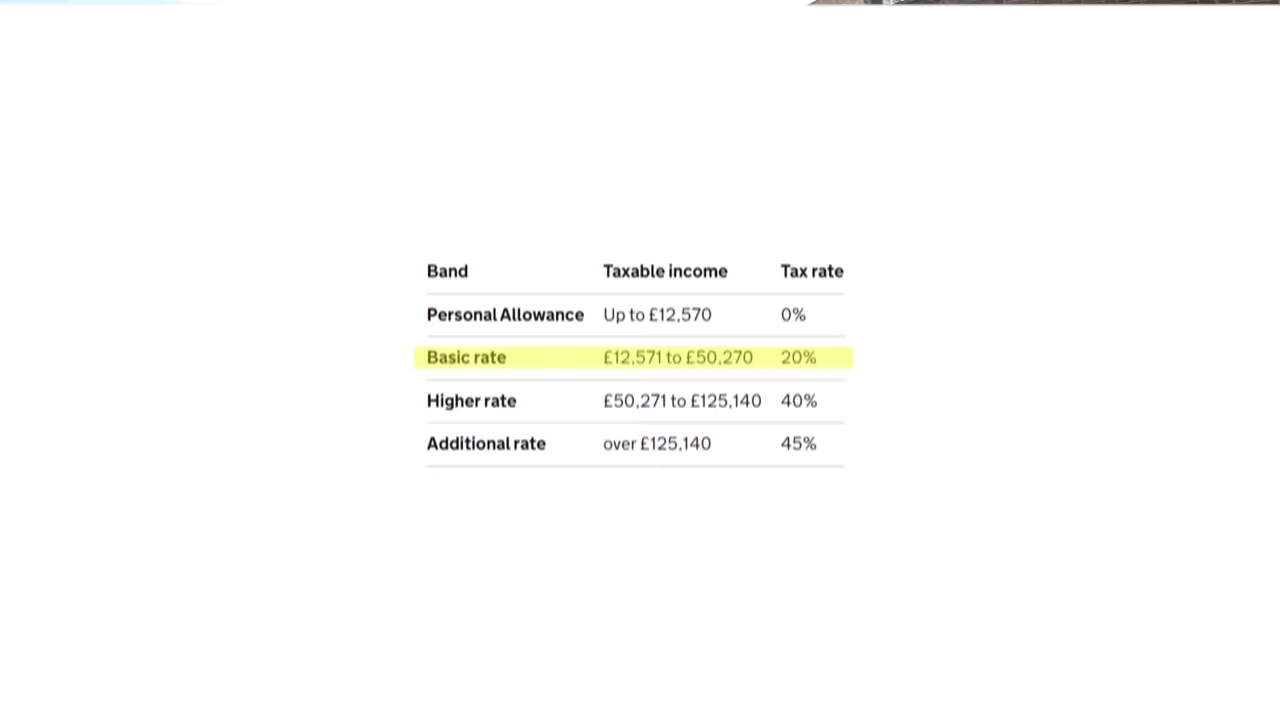 Band Taxable income Tax rate
Personal Allowance Up to £12,570 0%
Basic rate £12,571 to £50,270 20%
Higher rate £50,271 to £125,140 40%
Additional rate over £125,140 45%